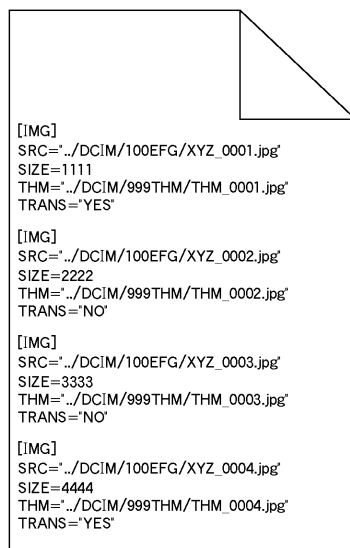 [IMG]
SRC="../DCIM/100EFG/XYZ_0001.jpg"
SIZE=1111
THM="../DCIM/999THM/THM_0001.jpg"
TRANS="YES"
[IMG]
SRC="../DCIM/100EFG/XYZ_0002.jpg"
SIZE=2222
THM="../DCIM/999THM/THM_0002.jpg"
TRANS="NO"
[IMG]
SRC="../DCIM/100EFG/XYZ_0003.jpg"
SIZE=3333
THM="../DCIM/999THM/THM_0003.jpg"
TRANS="NO"
[IMG]
SRC="../DCIM/100EFG/XYZ_0004.jpg"
SIZE=4444
THM="../DCIM/999THM/THM_0004.jpg"
TRANS="YES"